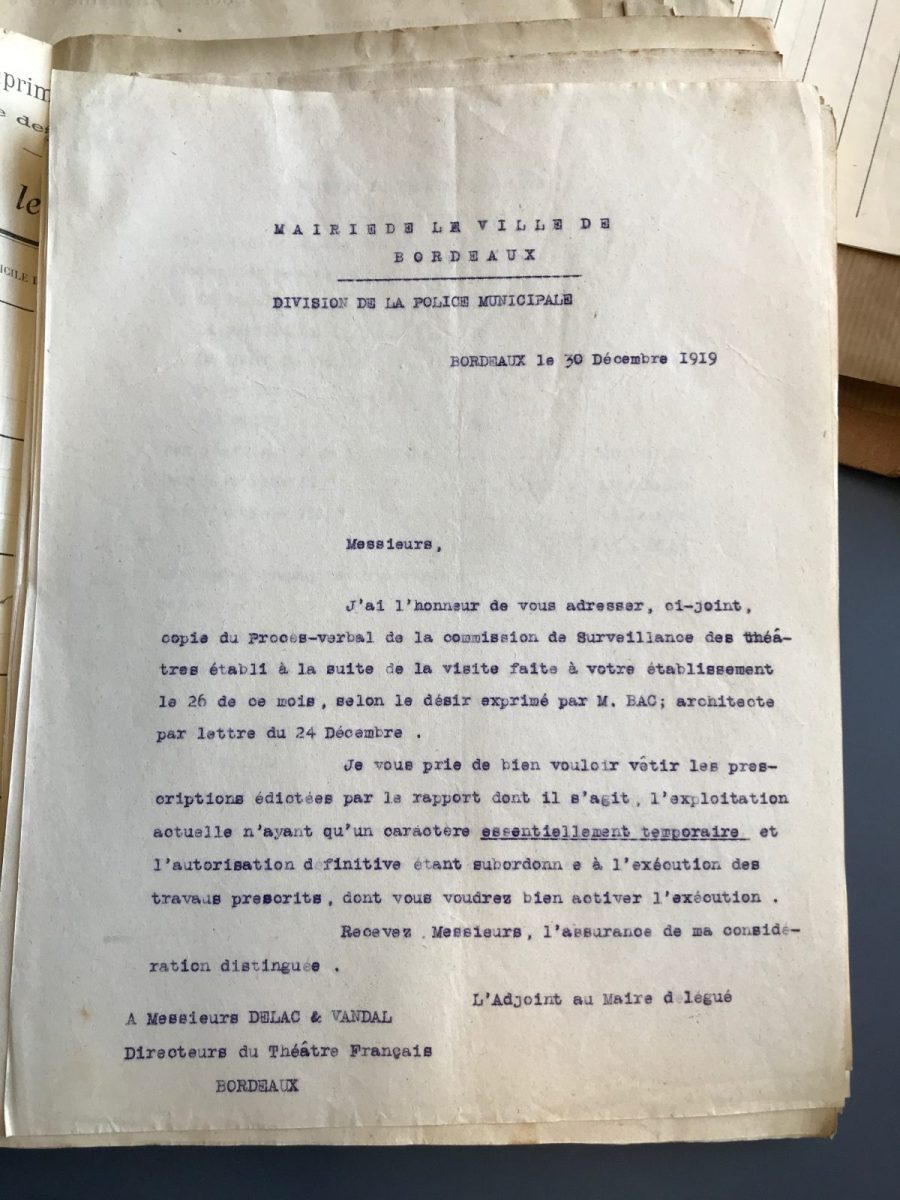 prim
e des
le
ICILE
MAIRIEDE LE VILLE DE
BORDEAUX
DIVISION DE LA POLICE MUNICIPALE
BORDEAUX le 30 Décembre 1919
Messieurs,
J'ai l'honneur de vous adresser, ci-joint,
copie du Procès-verbal de la commission de Surveillance des théâ-
tres établi à la suite de la visite faite à votre établissement
le 26 de ce mois, selon le désir exprimé par M. BAC; architecte
par lettre du 24 Décembre .
Je vous prie de bien vouloir vêtir les pres-
criptions édictées par le rapport dont il s'agit, l'exploitation
actuelle n'ayant qu'un caractère essentiellement temporaire et
l'autorisation définitive étant subordonn e à l'exécution des
travaus prescrits, dont vous voudrez bien activer l'exécution .
Recevez , Messieurs, l'assurance de ma considé-
ration distinguée .
L'Adjoint au Maire délégué
A Messieurs DELAC & VANDAL
Directeurs du Théâtre Français
BORDEAUX